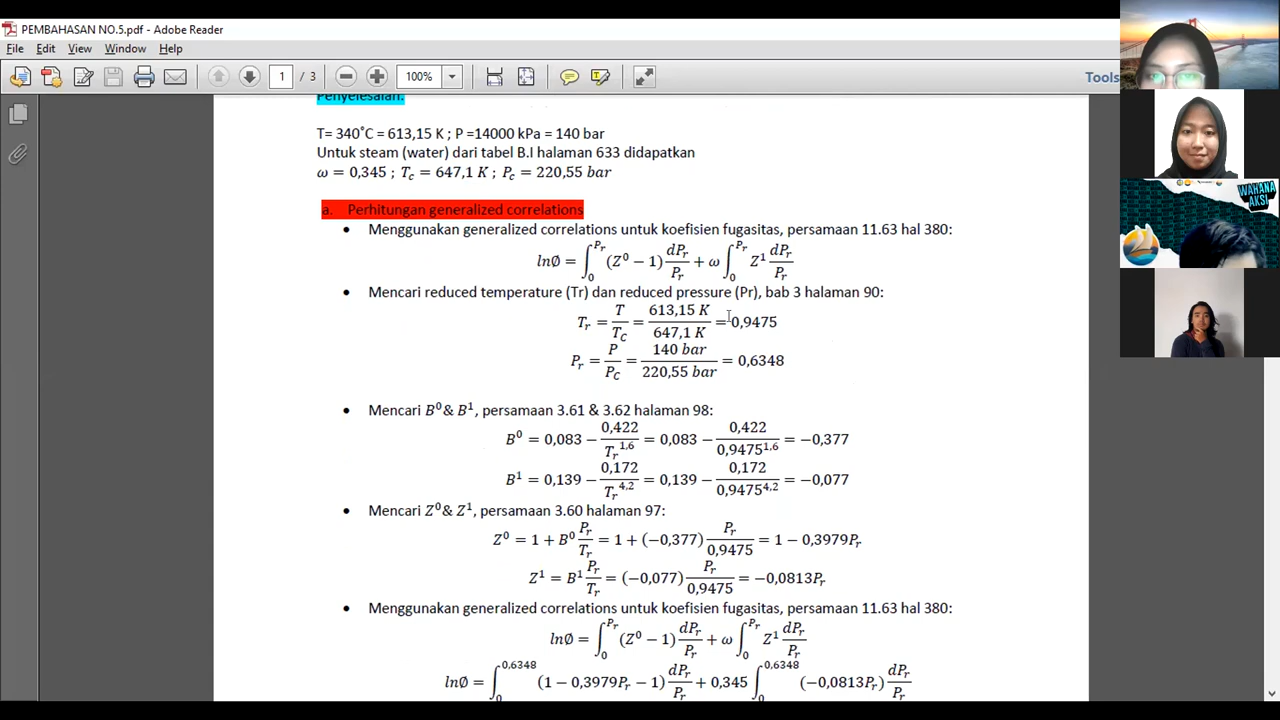 PEMBAHASAN NO.5.pdf - Adobe Reader
File Edit View Window Help
1 / 3 100% Tools
Penyelesaian:
T= 340˚C = 613,15 K ; P =14000 kPa = 140 bar
Untuk steam (water) dari tabel B.I halaman 633 didapatkan
ω = 0,345 ; T_c = 647,1 K ; P_c = 220,55 bar
a. Perhitungan generalized correlations
• Menggunakan generalized correlations untuk koefisien fugasitas, persamaan 11.63 hal 380:
lnØ = ∫_0^{P_r} (Z^0 − 1) dP_r/P_r + ω ∫_0^{P_r} Z^1 dP_r/P_r
• Mencari reduced temperature (Tr) dan reduced pressure (Pr), bab 3 halaman 90:
T_r = T/T_C = 613,15 K/647,1 K = 0,9475
P_r = P/P_C = 140 bar/220,55 bar = 0,6348
• Mencari B^0 & B^1, persamaan 3.61 & 3.62 halaman 98:
B^0 = 0,083 − 0,422/T_r^{1,6} = 0,083 − 0,422/0,9475^{1,6} = −0,377
B^1 = 0,139 − 0,172/T_r^{4,2} = 0,139 − 0,172/0,9475^{4,2} = −0,077
• Mencari Z^0 & Z^1, persamaan 3.60 halaman 97:
Z^0 = 1 + B^0 P_r/T_r = 1 + (−0,377) P_r/0,9475 = 1 − 0,3979P_r
Z^1 = B^1 P_r/T_r = (−0,077) P_r/0,9475 = −0,0813P_r
• Menggunakan generalized correlations untuk koefisien fugasitas, persamaan 11.63 hal 380:
lnØ = ∫_0^{P_r} (Z^0 − 1) dP_r/P_r + ω ∫_0^{P_r} Z^1 dP_r/P_r
lnØ = ∫_0^{0,6348} (1 − 0,3979P_r − 1) dP_r/P_r + 0,345 ∫_0^{0,6348} (−0,0813P_r) dP_r/P_r
WAHANA
AKSI